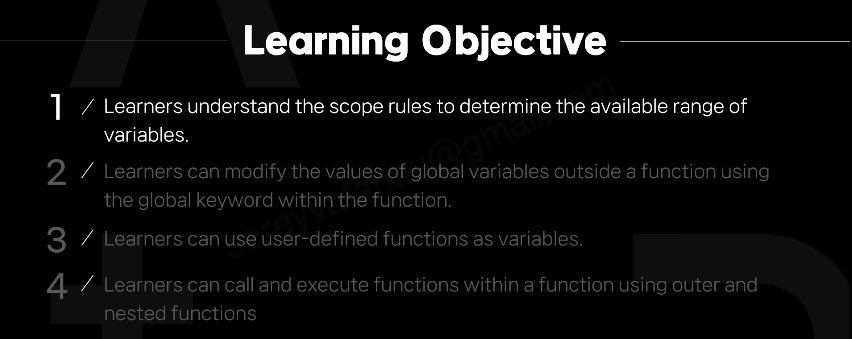 Learning Objective
1 / Learners understand the scope rules to determine the available range of
variables.
2 / Learners can modify the values of global variables outside a function using
the global keyword within the function.
3 / Learners can use user-defined functions as variables.
4 / Learners can call and execute functions within a function using outer and
nested functions